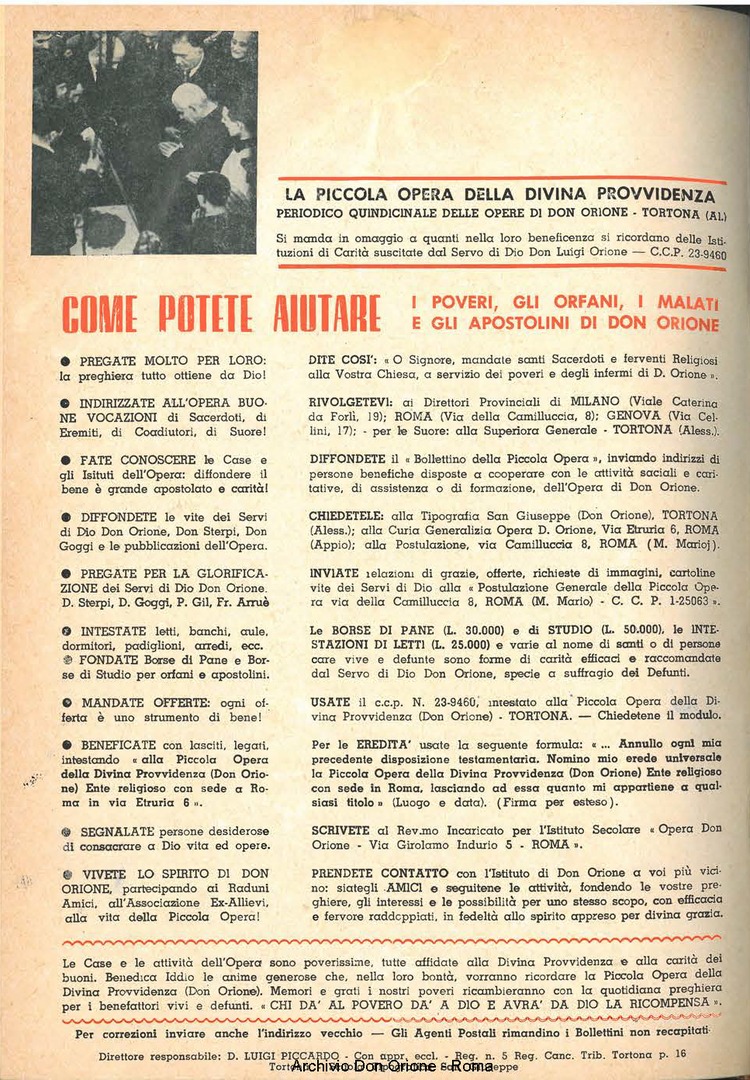 LA PICCOLA OPERA DELLA DIVINA PROVVIDENZA
PERIODICO QUINDICINALE DELLE OPERE DI DON ORIONE - TORTONA (AL)
Si manda in omaggio a quanti nella loro beneficenza si ricordano delle Isti-
tuzioni di Carità suscitate dal Servo di Dio Don Luigi Orione — C.C.P. 23-9460
COME POTETE AIUTARE
I POVERI, GLI ORFANI, I MALATI
E GLI APOSTOLINI DI DON ORIONE
● PREGATE MOLTO PER LORO:
la preghiera tutto ottiene da Dio!
DITE COSI': « O Signore, mandate santi Sacerdoti e ferventi Religiosi
alla Vostra Chiesa, a servizio dei poveri e degli infermi di D. Orione ».
● INDIRIZZATE ALL'OPERA BUO-
NE VOCAZIONI di Sacerdoti, di
Eremiti, di Coadiutori, di Suore!
RIVOLGETEVI: ai Direttori Provinciali di MILANO (Viale Caterina
da Forlì, 19); ROMA (Via della Camilluccia, 8); GENOVA (Via Cel-
lini, 17); - per le Suore: alla Superiora Generale - TORTONA (Aless.).
● FATE CONOSCERE le Case e
gli Isituti dell'Opera: diffondere il
bene è grande apostolato e carità!
DIFFONDETE il « Bollettino della Piccola Opera », inviando indirizzi di
persone benefiche disposte a cooperare con le attività saciali e cari-
tative, di assistenza o di formazione, dell'Opera di Don Orione.
● DIFFONDETE le vite dei Servi
di Dio Don Orione, Don Sterpi, Don
Goggi e le pubblicazioni dell'Opera.
CHIEDETELE: alla Tipografia San Giuseppe (Don Orione), TORTONA
(Aless.); alla Curia Generalizia Opera D. Orione, Via Etruria 6, ROMA
(Appio); alla Postulazione, via Camilluccia 8, ROMA (M. Marioj).
● PREGATE PER LA GLORIFICA-
ZIONE dei Servi di Dio Don Orione.
D. Sterpi, D. Goggi, P. Gil, Fr. Arruè
INVIATE relazioni di grazie, offerte, richieste di immagini, cartoline
vite dei Servi di Dio alla « Postulazione Generale della Piccola Ope-
ra via della Camilluccia 8, ROMA (M. Mario) - C. C. P. 1-25063 ».
● INTESTATE letti, banchi, aule,
dormitori, padiglioni, arredi, ecc.
● FONDATE Borse di Pane e Bor-
se di Studio per orfani e apostolini.
Le BORSE DI PANE (L. 30.000) e di STUDIO (L. 50.000), le INTE-
STAZIONI DI LETTI (L. 25.000) e varie al nome di santi o di persone
care vive e defunte sono forme di carità efficaci e raccomandate
dal Servo di Dio Don Orione, specie a suffragio dei Defunti.
● MANDATE OFFERTE: ogni of-
ferta è uno strumento di bene!
USATE il c.c.p. N. 23-9460, intestato alla Piccola Opera della Di-
vina Provvidenza (Don Orione) - TORTONA. — Chiedetene il modulo.
● BENEFICATE con lasciti, legati,
intestando « alla Piccola Opera
della Divina Provvidenza (Don Orio-
ne) Ente religioso con sede a Ro-
ma in via Etruria 6 ».
Per le EREDITA' usate la seguente formula: « ... Annullo ogni mia
precedente disposizione testamentaria. Nomino mio erede universale
la Piccola Opera della Divina Provvidenza (Don Orione) Ente religioso
con sede in Roma, lasciando ad essa quanto mi appartiene a qual-
siasi titolo » (Luogo e data). (Firma per esteso).
● SEGNALATE persone desiderose
di consacrare a Dio vita ed opere.
SCRIVETE al Rev.mo Incaricato per l'Istituto Secolare « Opera Don
Orione - Via Girolamo Indurio 5 - ROMA ».
● VIVETE LO SPIRITO DI DON
ORIONE, partecipando ai Raduni
Amici, all'Associazione Ex-Allievi,
alla vita della Piccola Opera!
PRENDETE CONTATTO con l'Istituto di Don Orione a voi più vici-
no: siategli AMICI e seguitene le attività, fondendo le vostre pre-
ghiere, gli interessi e le possibilità per uno stesso scopo, con efficacia
e fervore raddoppiati, in fedeltà allo spirito appreso per divina grazia.
Le Case e le attività dell'Opera sono poverissime, tutte affidate alla Divina Provvidenza e alla carità dei
buoni. Benedica Iddio le anime generose che, nella loro bontà, vorranno ricordare la Piccola Opera della
Divina Provvidenza (Don Orione). Memori e grati i nostri poveri ricambieranno con la quotidiana preghiera
per i benefattori vivi e defunti. « CHI DA' AL POVERO DA' A DIO E AVRA' DA DIO LA RICOMPENSA ».
Per correzioni inviare anche l'indirizzo vecchio — Gli Agenti Postali rimandino i Bollettini non recapitati
Direttore responsabile: D. LUIGI PICCARDO - Con appr. eccl. - Reg. n. 5 Reg. Canc. Trib. Tortona p. 16
Archivio Don Orione - Roma